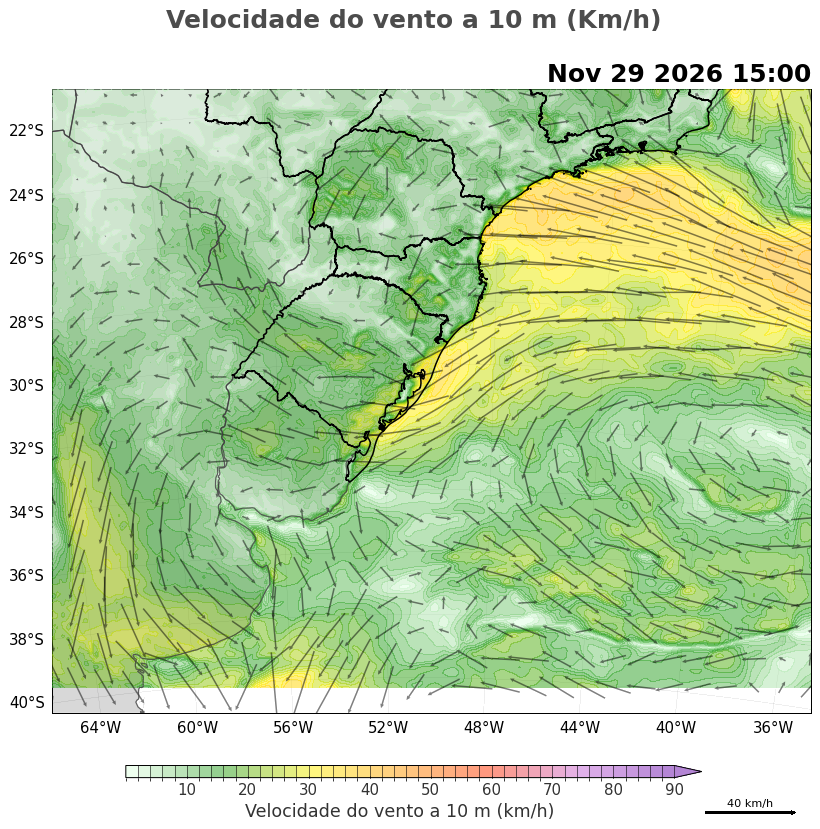 Velocidade do vento a 10 m (Km/h)
Nov 29 2026 15:00
22°S
24°S
26°S
28°S
30°S
32°S
34°S
36°S
38°S
40°S
64°W 60°W 56°W 52°W 48°W 44°W 40°W 36°W
10 20 30 40 50 60 70 80 90
Velocidade do vento a 10 m (km/h)
40 km/h